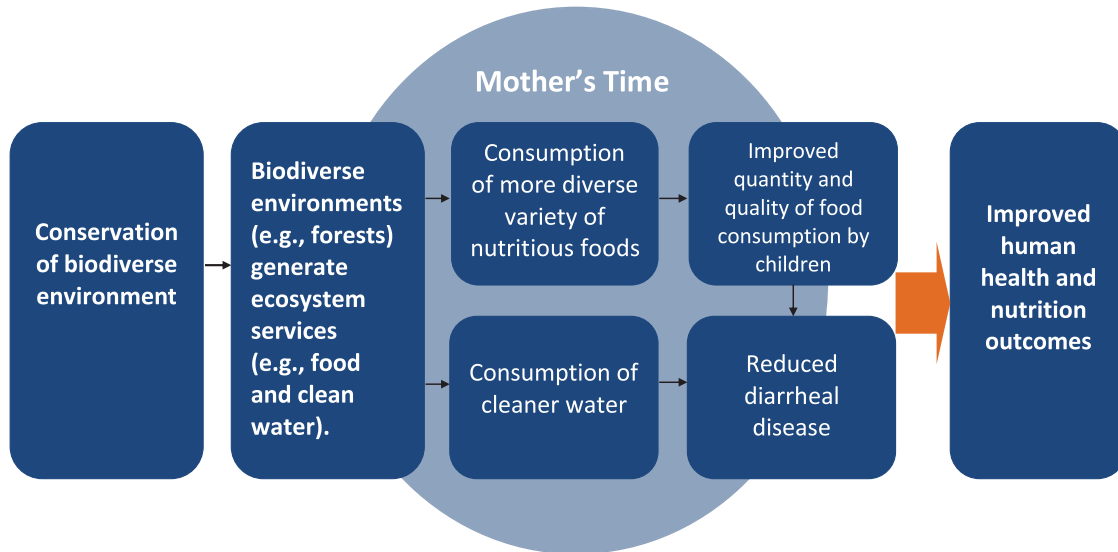 Mother’s Time
Conservation
of biodiverse
environment
Biodiverse
environments
(e.g., forests)
generate
ecosystem
services
(e.g., food
and clean
water).
Consumption
of more diverse
variety of
nutritious foods
Improved
quantity and
quality of food
consumption by
children
Consumption of
cleaner water
Reduced
diarrheal
disease
Improved
human
health and
nutrition
outcomes